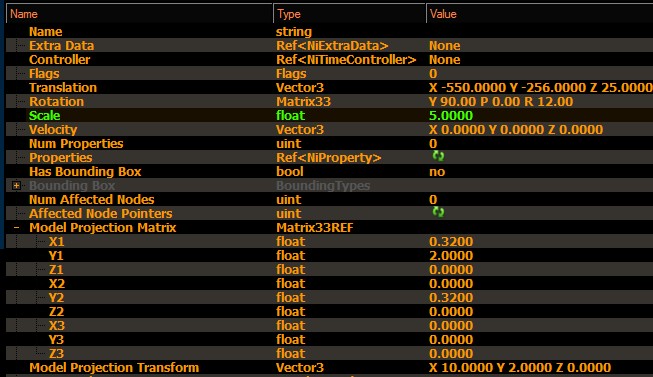 Name Type Value
Name string
Extra Data Ref<NiExtraData> None
Controller Ref<NiTimeController> None
Flags Flags 0
Translation Vector3 X -550.0000 Y -256.0000 Z 25.0000
Rotation Matrix33 Y 90.00 P 0.00 R 12.00
Scale float 5.0000
Velocity Vector3 X 0.0000 Y 0.0000 Z 0.0000
Num Properties uint 0
Properties Ref<NiProperty>
Has Bounding Box bool no
Bounding Box BoundingTypes
Num Affected Nodes uint 0
Affected Node Pointers uint
Model Projection Matrix Matrix33REF
X1 float 0.3200
Y1 float 2.0000
Z1 float 0.0000
X2 float 0.0000
Y2 float 0.3200
Z2 float 0.0000
X3 float 0.0000
Y3 float 0.0000
Z3 float 0.0000
Model Projection Transform Vector3 X 10.0000 Y 2.0000 Z 0.0000